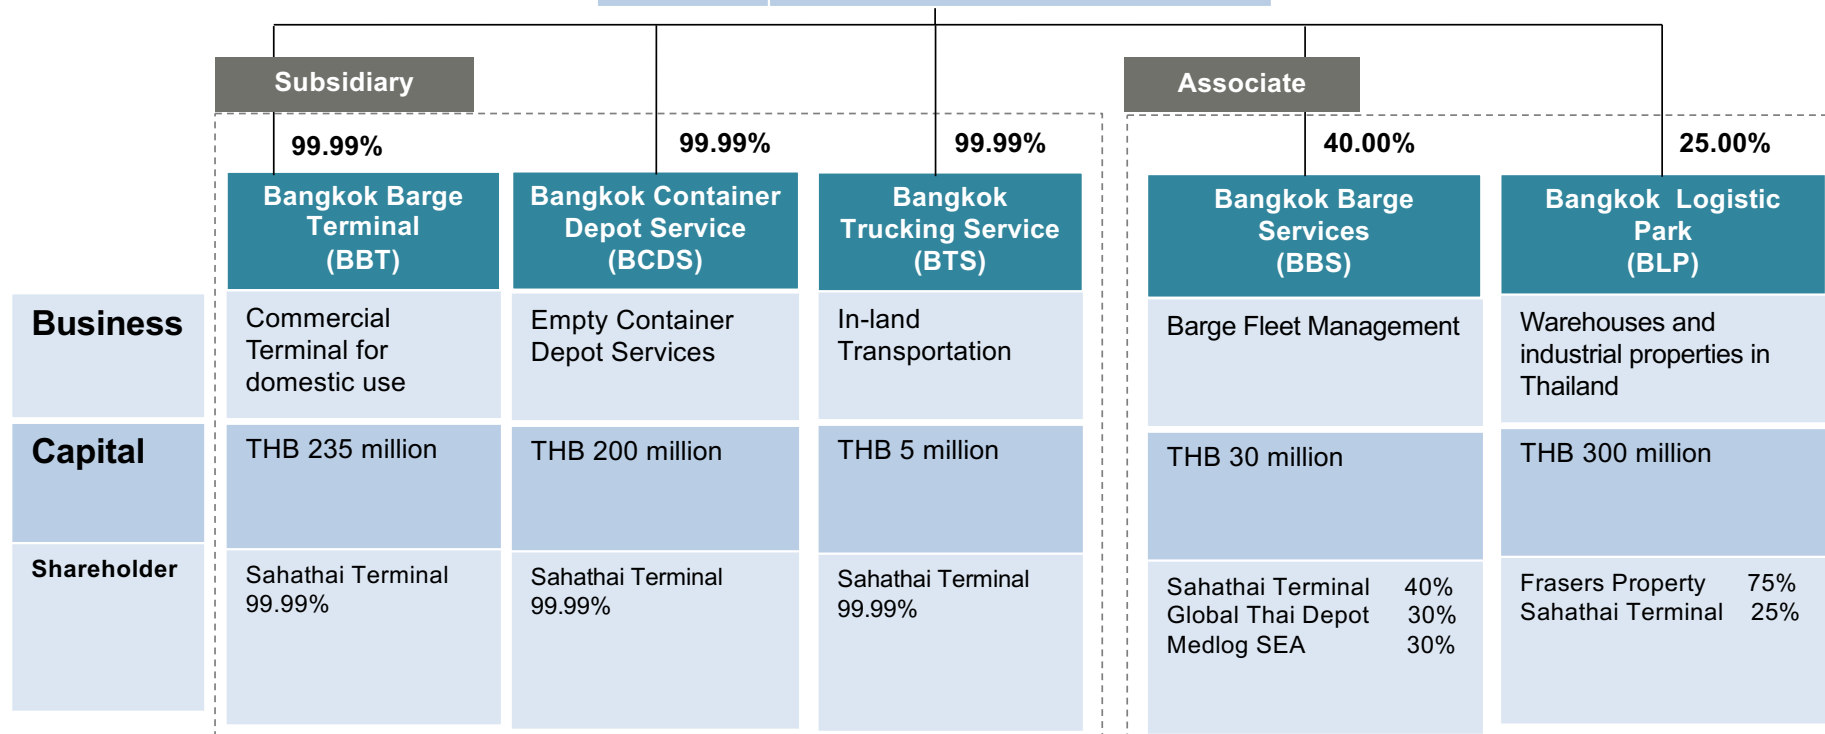 Subsidiary
Associate
99.99%
99.99%
99.99%
40.00%
25.00%
Bangkok Barge
Terminal
(BBT)
Bangkok Container
Depot Service
(BCDS)
Bangkok
Trucking Service
(BTS)
Bangkok Barge
Services
(BBS)
Bangkok Logistic
Park
(BLP)
Business
Commercial
Terminal for
domestic use
Empty Container
Depot Services
In-land
Transportation
Barge Fleet Management
Warehouses and
industrial properties in
Thailand
Capital
THB 235 million
THB 200 million
THB 5 million
THB 30 million
THB 300 million
Shareholder
Sahathai Terminal
99.99%
Sahathai Terminal
99.99%
Sahathai Terminal
99.99%
Sahathai Terminal 40%
Global Thai Depot 30%
Medlog SEA 30%
Frasers Property 75%
Sahathai Terminal 25%